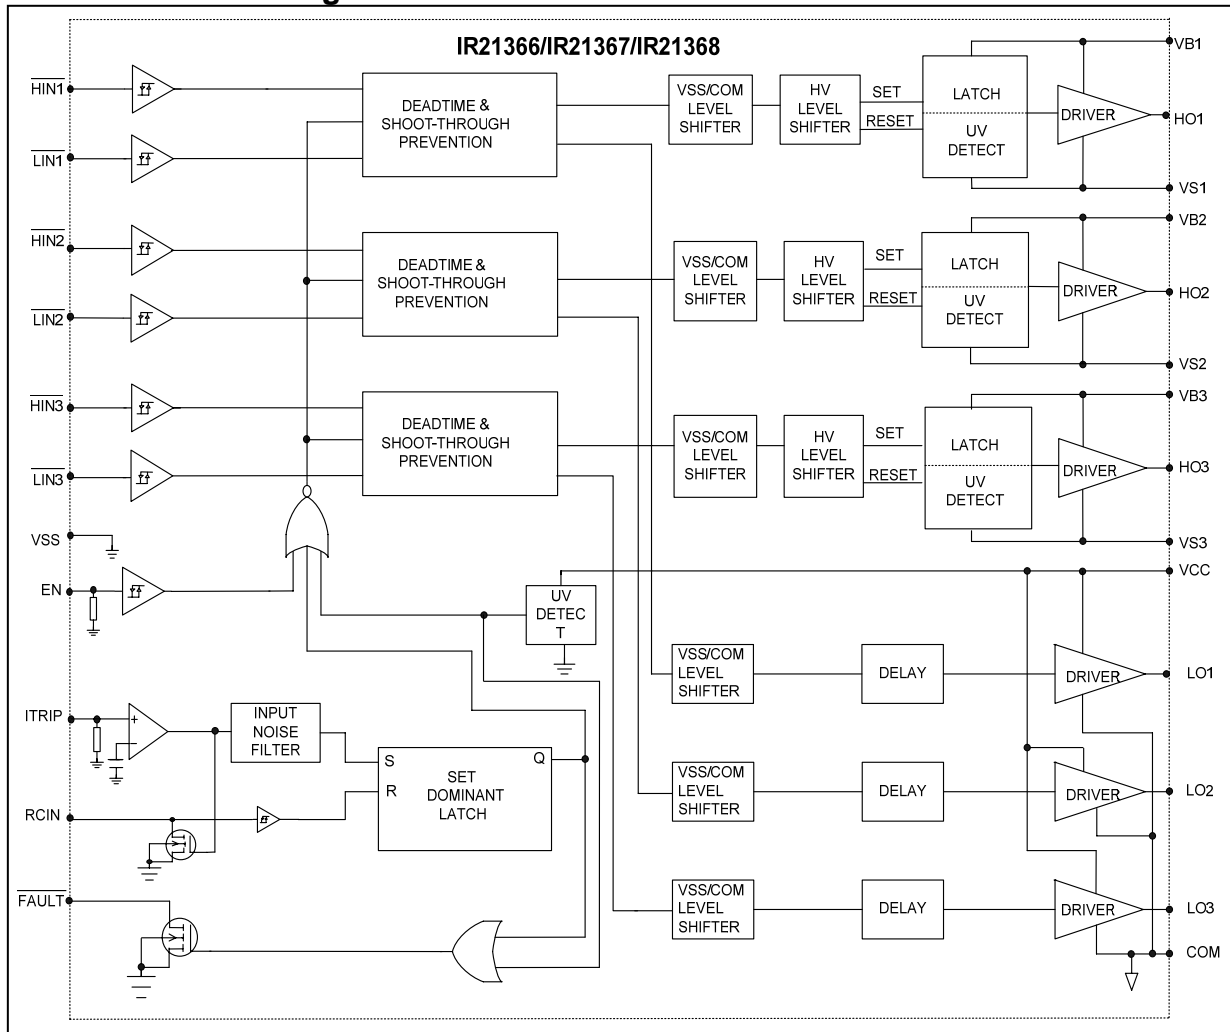 IR21366/IR21367/IR21368
HIN1
DEADTIME &
SHOOT-THROUGH
PREVENTION
VSS/COM
LEVEL
SHIFTER
HV
LEVEL
SHIFTER
SET
RESET
LATCH
UV
DETECT
DRIVER
VB1
HO1
VS1
LIN1
HIN2
DEADTIME &
SHOOT-THROUGH
PREVENTION
VSS/COM
LEVEL
SHIFTER
HV
LEVEL
SHIFTER
SET
RESET
LATCH
UV
DETECT
DRIVER
VB2
HO2
VS2
LIN2
HIN3
DEADTIME &
SHOOT-THROUGH
PREVENTION
VSS/COM
LEVEL
SHIFTER
HV
LEVEL
SHIFTER
SET
RESET
LATCH
UV
DETECT
DRIVER
VB3
HO3
VS3
LIN3
VSS
EN
UV
DETEC
T
VCC
VSS/COM
LEVEL
SHIFTER
DELAY
DRIVER
LO1
ITRIP
+
−
INPUT
NOISE
FILTER
S
R
Q
SET
DOMINANT
LATCH
VSS/COM
LEVEL
SHIFTER
DELAY
DRIVER
LO2
RCIN
FAULT
VSS/COM
LEVEL
SHIFTER
DELAY
DRIVER
LO3
COM